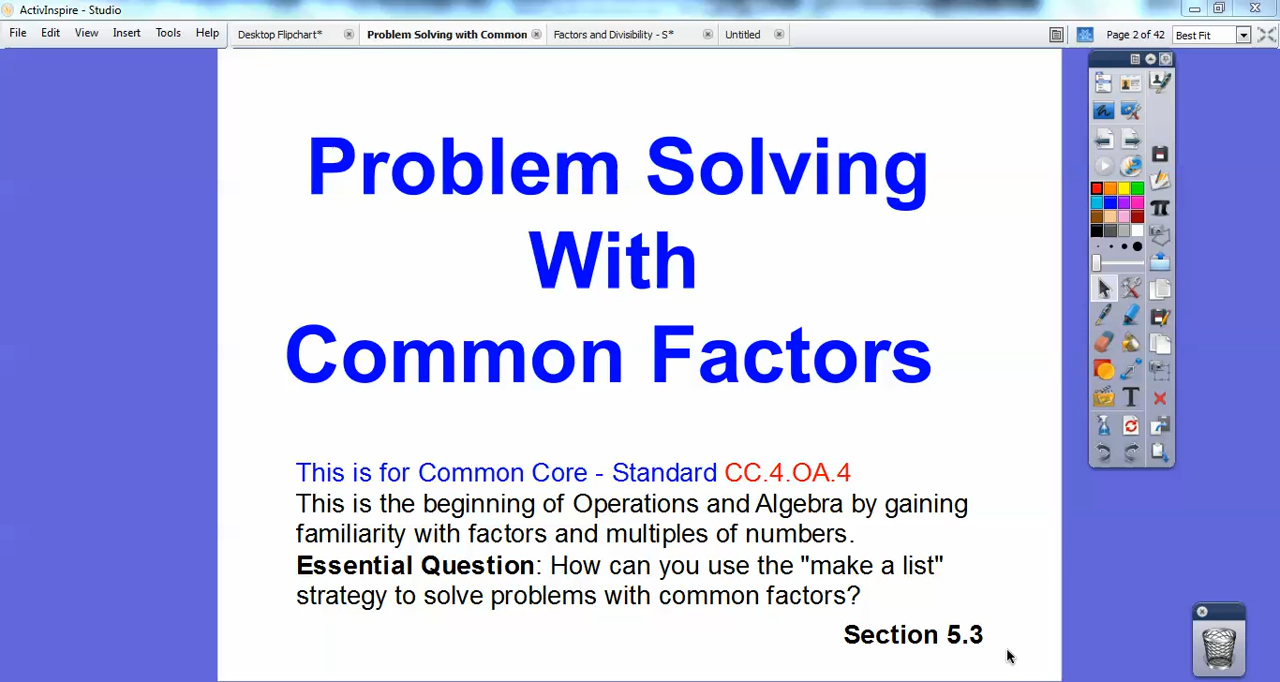 ActivInspire - Studio
File Edit View Insert Tools Help Desktop Flipchart* Problem Solving with Common Factors and Divisibility - S* Untitled Page 2 of 42 Best Fit
Problem Solving
With
Common Factors
This is for Common Core - Standard CC.4.OA.4
This is the beginning of Operations and Algebra by gaining
familiarity with factors and multiples of numbers.
Essential Question: How can you use the "make a list"
strategy to solve problems with common factors?
Section 5.3